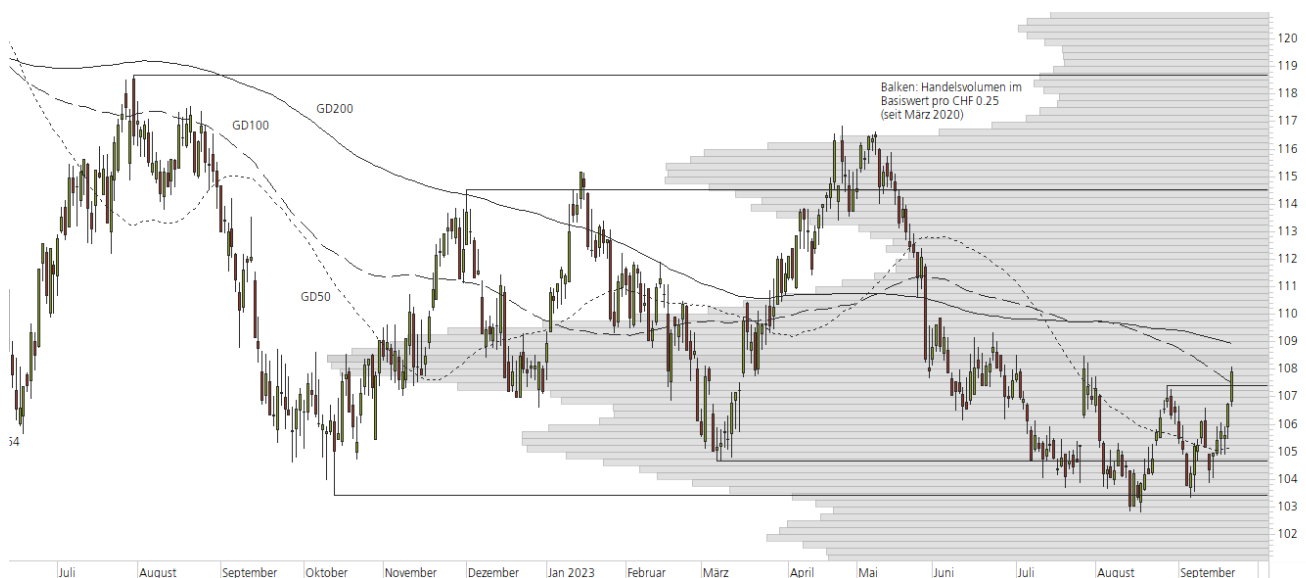 120
119
118
117
116
115
114
113
112
111
110
109
108
107
106
105
104
103
102
GD200
GD100
GD50
Balken: Handelsvolumen im
Basiswert pro CHF 0.25
(seit März 2020)
64
Juli August September Oktober November Dezember Jan 2023 Februar März April Mai Juni Juli August September